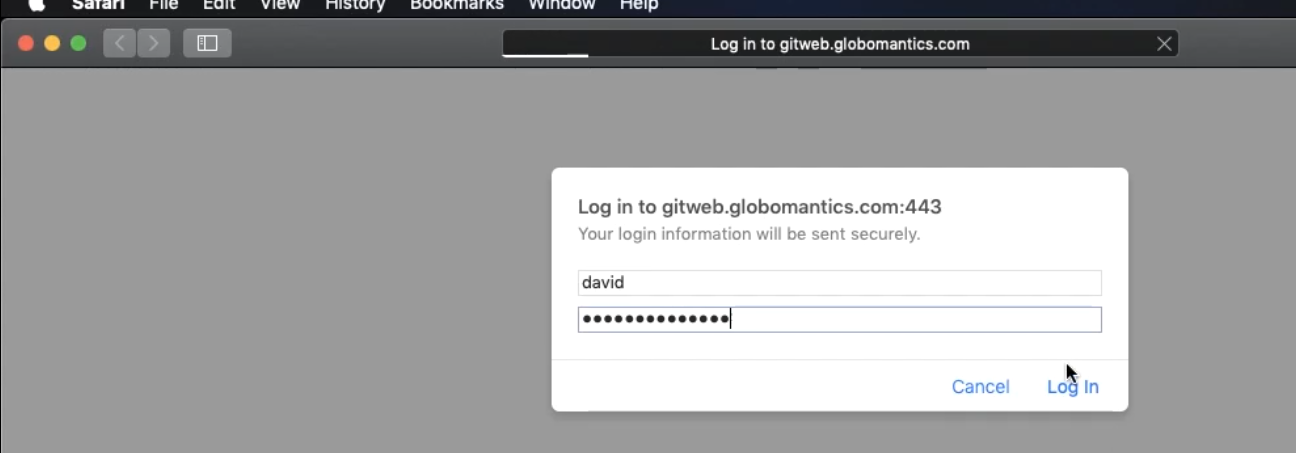 Safari File Edit View History Bookmarks Window Help
Log in to gitweb.globomantics.com
Log in to gitweb.globomantics.com:443
Your login information will be sent securely.
david
••••••••••••••
Cancel Log In